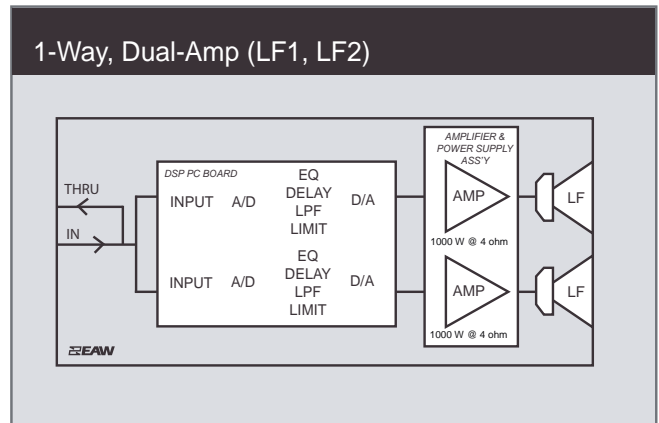 1-Way, Dual-Amp (LF1, LF2)
AMPLIFIER &
POWER SUPPLY
ASS'Y
DSP PC BOARD
THRU
IN
INPUT A/D
EQ
DELAY
LPF
LIMIT
D/A
AMP
LF
1000 W @ 4 ohm
INPUT A/D
EQ
DELAY
LPF
LIMIT
D/A
AMP
LF
1000 W @ 4 ohm
EAW